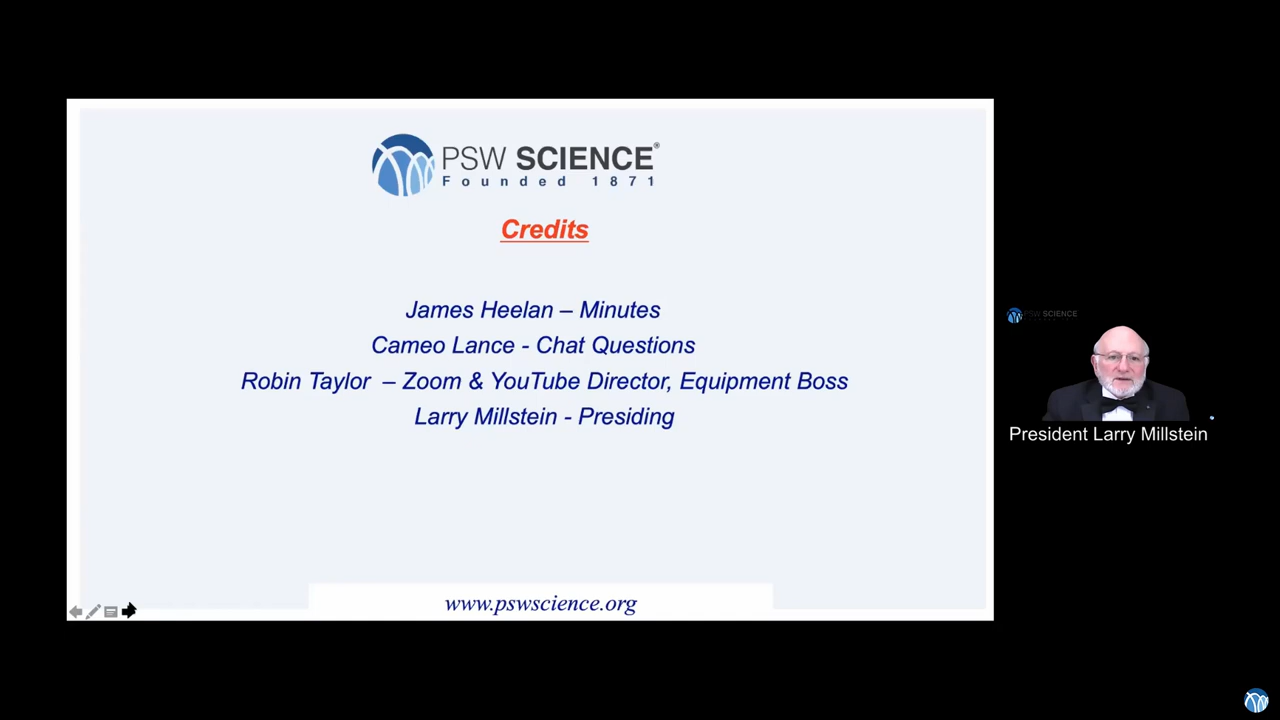 PSW SCIENCE®
Founded 1871
Credits
James Heelan – Minutes
Cameo Lance - Chat Questions
Robin Taylor – Zoom & YouTube Director, Equipment Boss
Larry Millstein - Presiding
www.pswscience.org
PSW SCIENCE
President Larry Millstein